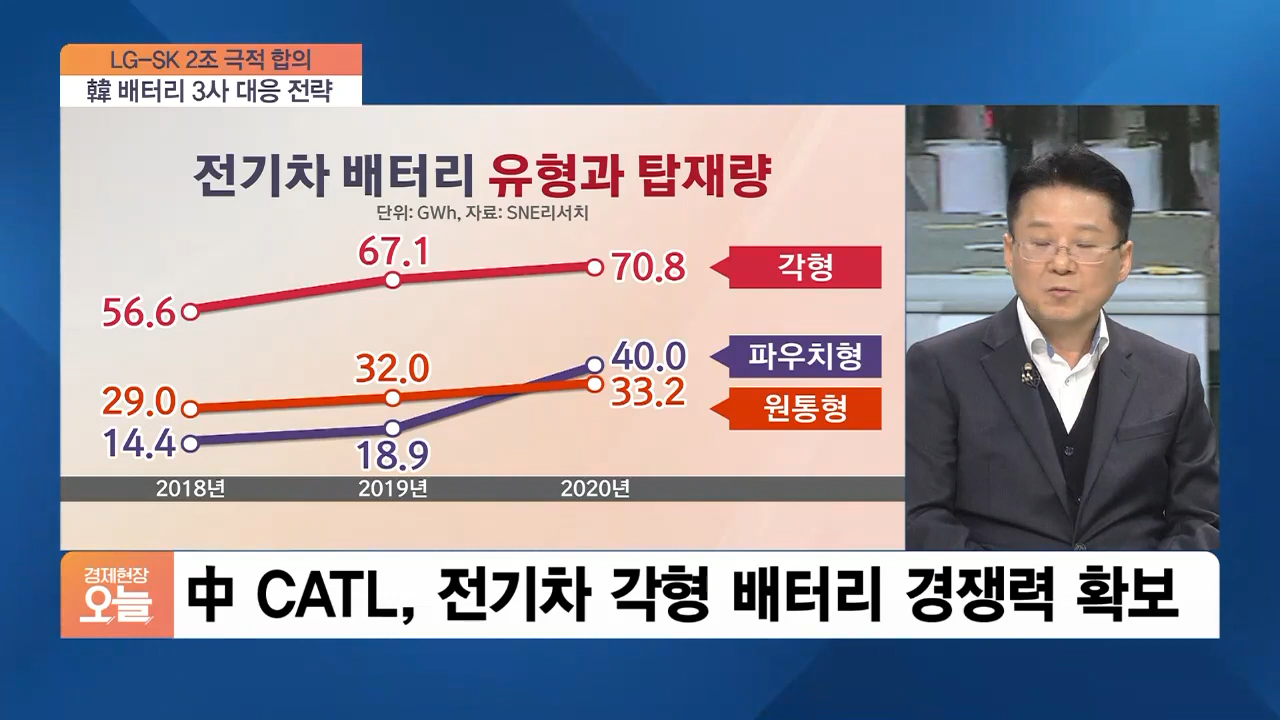 LG-SK 2조 극적 합의
韓 배터리 3사 대응 전략
전기차 배터리 유형과 탑재량
단위: GWh, 자료: SNE리서치
67.1
70.8
각형
56.6
40.0
파우치형
32.0
33.2
원통형
29.0
14.4
18.9
2018년 2019년 2020년
경제현장
오늘
中 CATL, 전기차 각형 배터리 경쟁력 확보